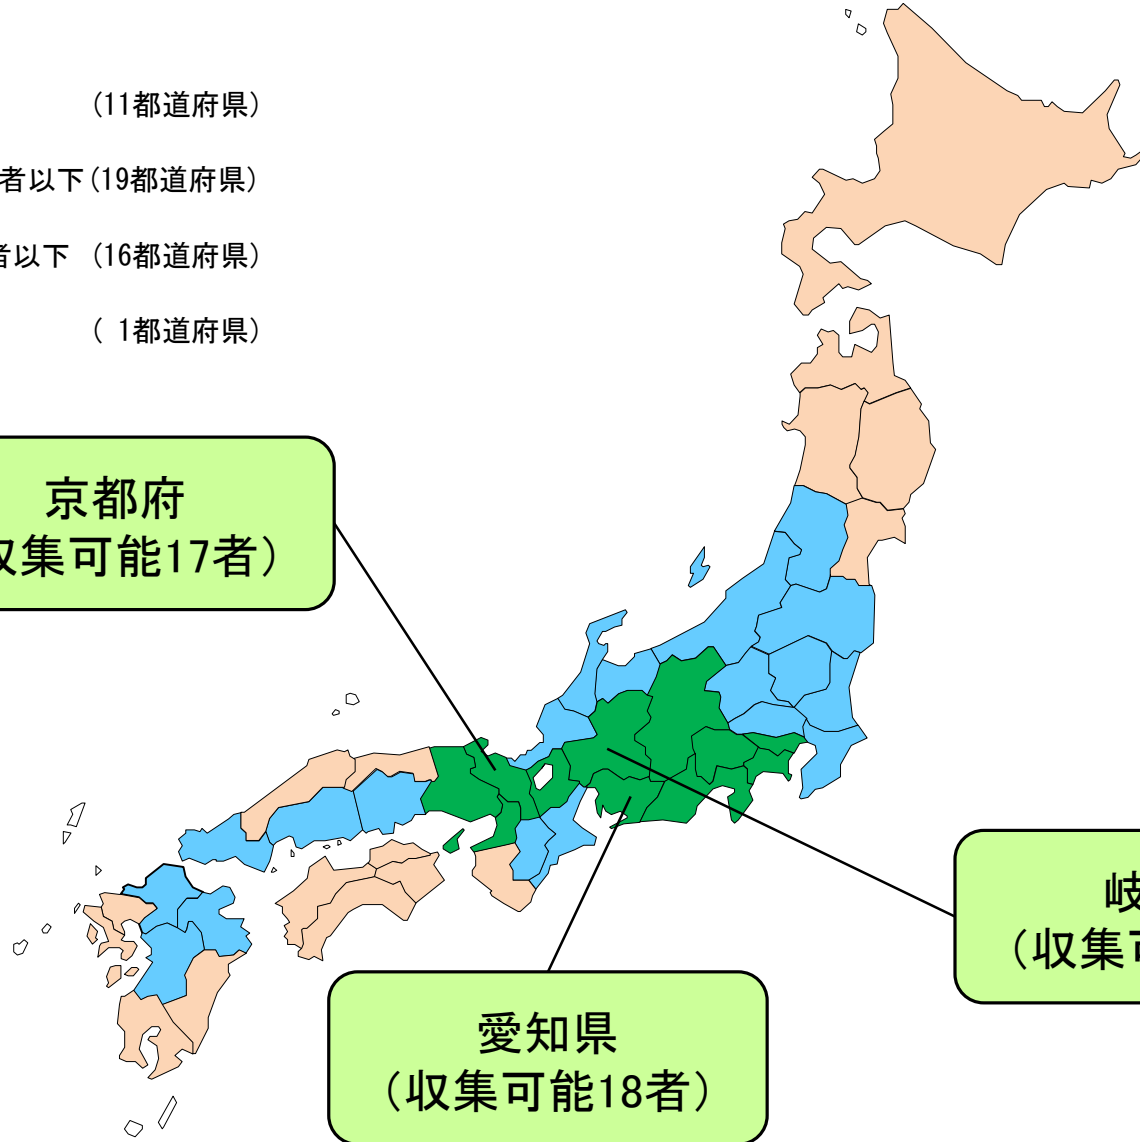 (11都道府県)
者以下(19都道府県)
者以下 (16都道府県)
( 1都道府県)
京都府
収集可能17者)
岐
(収集可
愛知県
(収集可能18者)